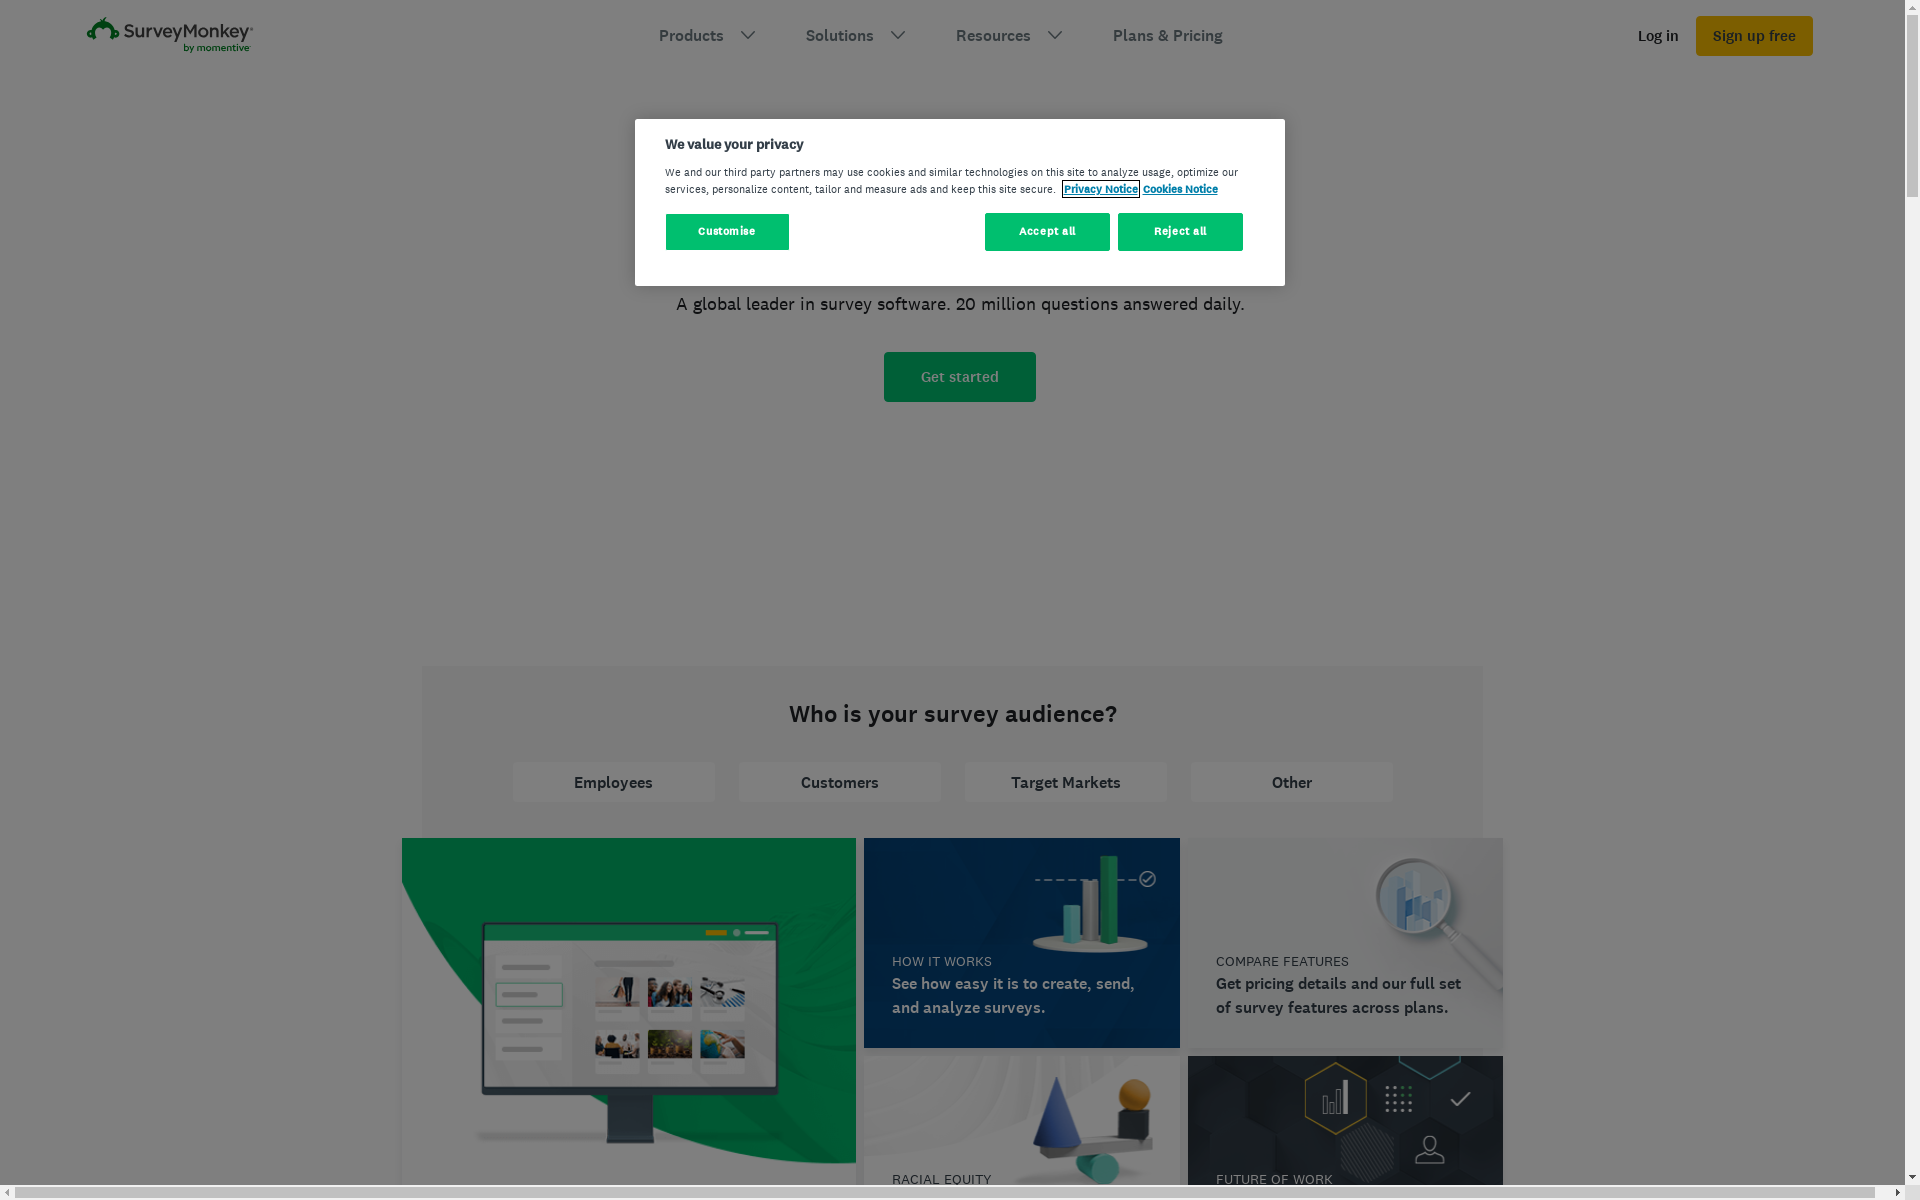 SurveyMonkey
by momentive
Products
Solutions
Resources
Plans & Pricing
Log in
Sign up free
We value your privacy
We and our third party partners may use cookies and similar technologies on this site to analyze usage, optimize our
services, personalize content, tailor and measure ads and keep this site secure. Privacy Notice Cookies Notice
Customise
Accept all
Reject all
A global leader in survey software. 20 million questions answered daily.
Get started
Who is your survey audience?
Employees
Customers
Target Markets
Other
HOW IT WORKS
See how easy it is to create, send,
and analyze surveys.
COMPARE FEATURES
Get pricing details and our full set
of survey features across plans.
RACIAL EQUITY
FUTURE OF WORK